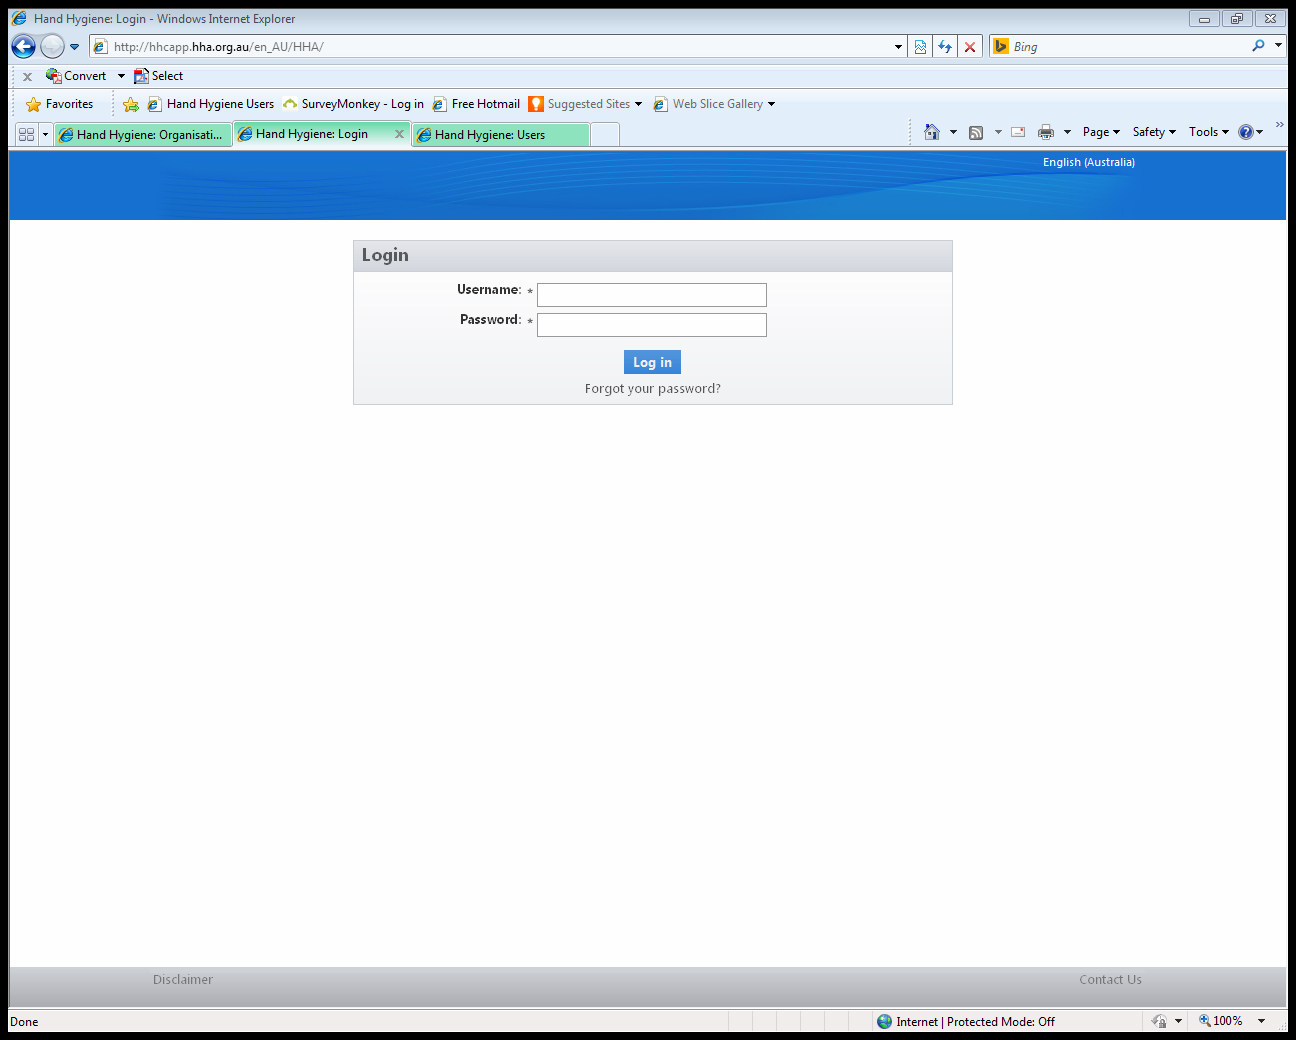 Hand Hygiene: Login - Windows Internet Explorer
http://hhcapp.hha.org.au/en_AU/HHA/
Bing
x Convert Select
Favorites Hand Hygiene Users SurveyMonkey - Log in Free Hotmail Suggested Sites Web Slice Gallery
Hand Hygiene: Organisati... Hand Hygiene: Login x Hand Hygiene: Users Page Safety Tools »
English (Australia)
Login
Username: *
Password: *
Log in
Forgot your password?
Disclaimer Contact Us
Done Internet | Protected Mode: Off 100%